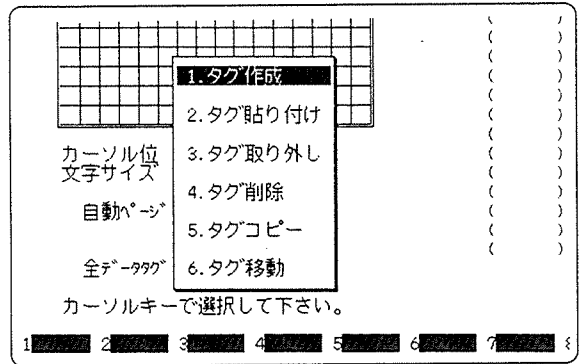 1.タグ作成
2.タグ貼り付け
カーソル位
3.タグ取り外し
文字サイズ
4.タグ削除
自動ページ
5.タグコピー
全データタグ
6.タグ移動
カーソルキーで選択して下さい。
1 2 3 4 5 6 7 8